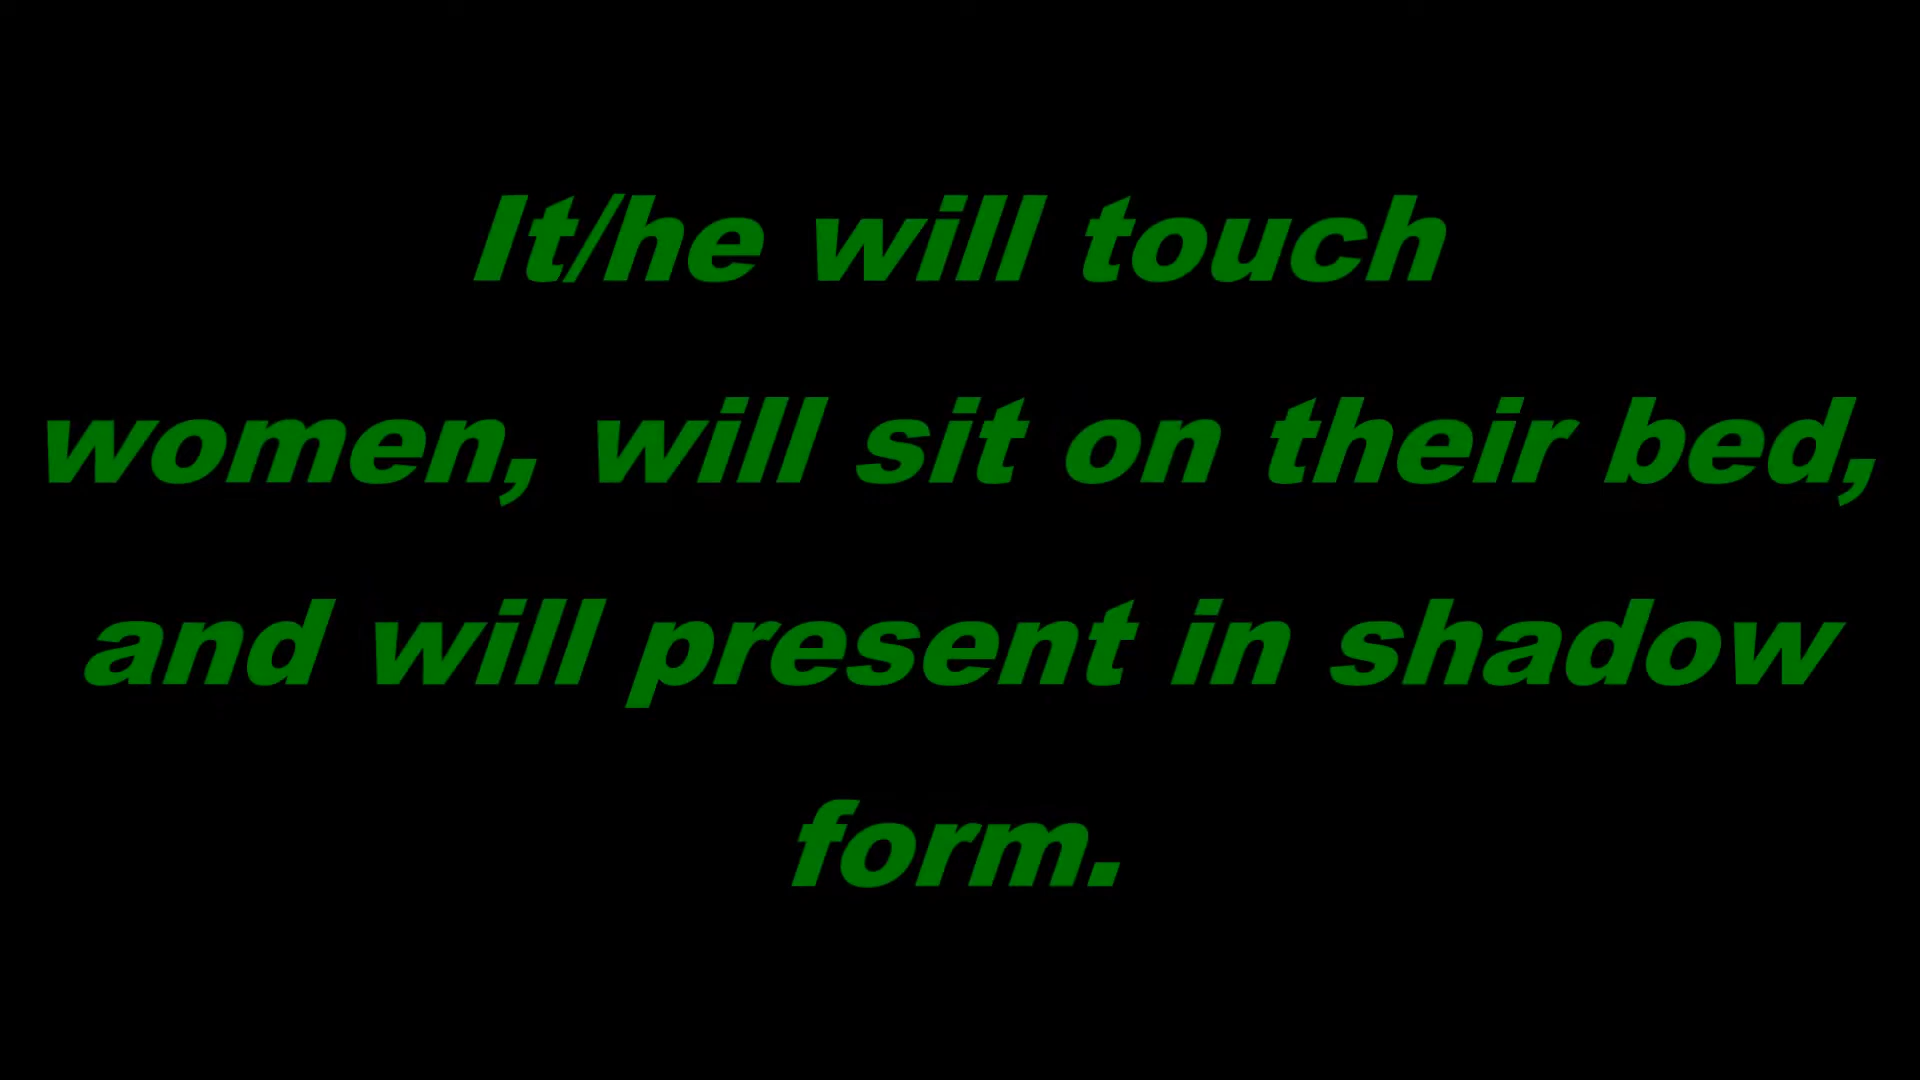 It/he will touch
women, will sit on their bed,
and will present in shadow
form.